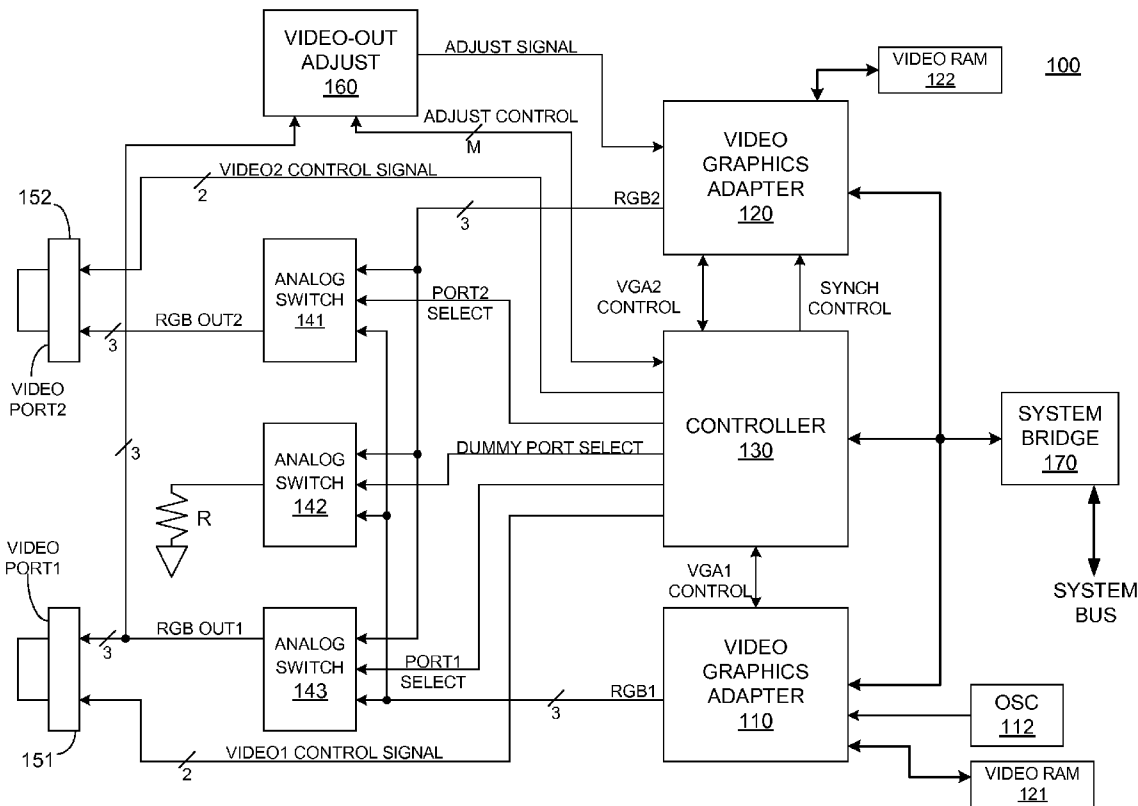 VIDEO-OUT
ADJUST
160
ADJUST SIGNAL
VIDEO RAM
122
100
ADJUST CONTROL
M
VIDEO
GRAPHICS
ADAPTER
120
VIDEO2 CONTROL SIGNAL
2
152
RGB2
3
ANALOG
SWITCH
141
PORT2
SELECT
VGA2
CONTROL
SYNCH
CONTROL
RGB OUT2
3
VIDEO
PORT2
CONTROLLER
130
SYSTEM
BRIDGE
170
3
ANALOG
SWITCH
142
DUMMY PORT SELECT
R
VIDEO
PORT1
VGA1
CONTROL
SYSTEM
BUS
RGB OUT1
3
ANALOG
SWITCH
143
PORT1
SELECT
VIDEO
GRAPHICS
ADAPTER
110
RGB1
3
OSC
112
151
VIDEO1 CONTROL SIGNAL
2
VIDEO RAM
121